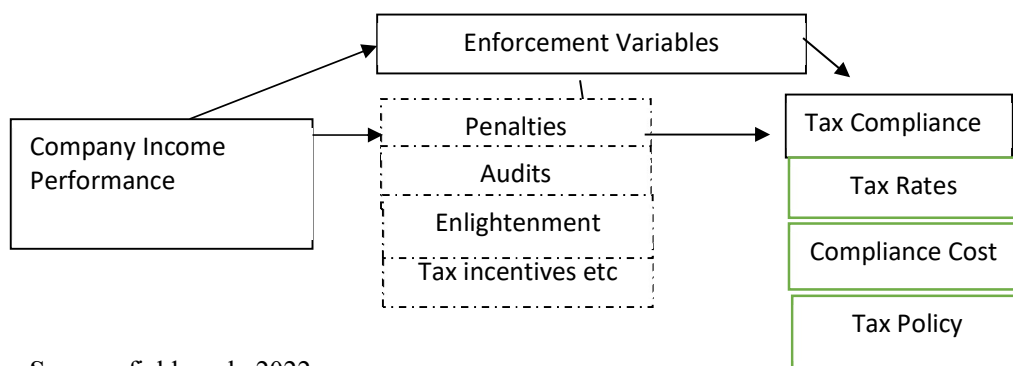 Enforcement Variables
Company Income
Performance
Penalties
Audits
Enlightenment
Tax incentives etc
Tax Compliance
Tax Rates
Compliance Cost
Tax Policy